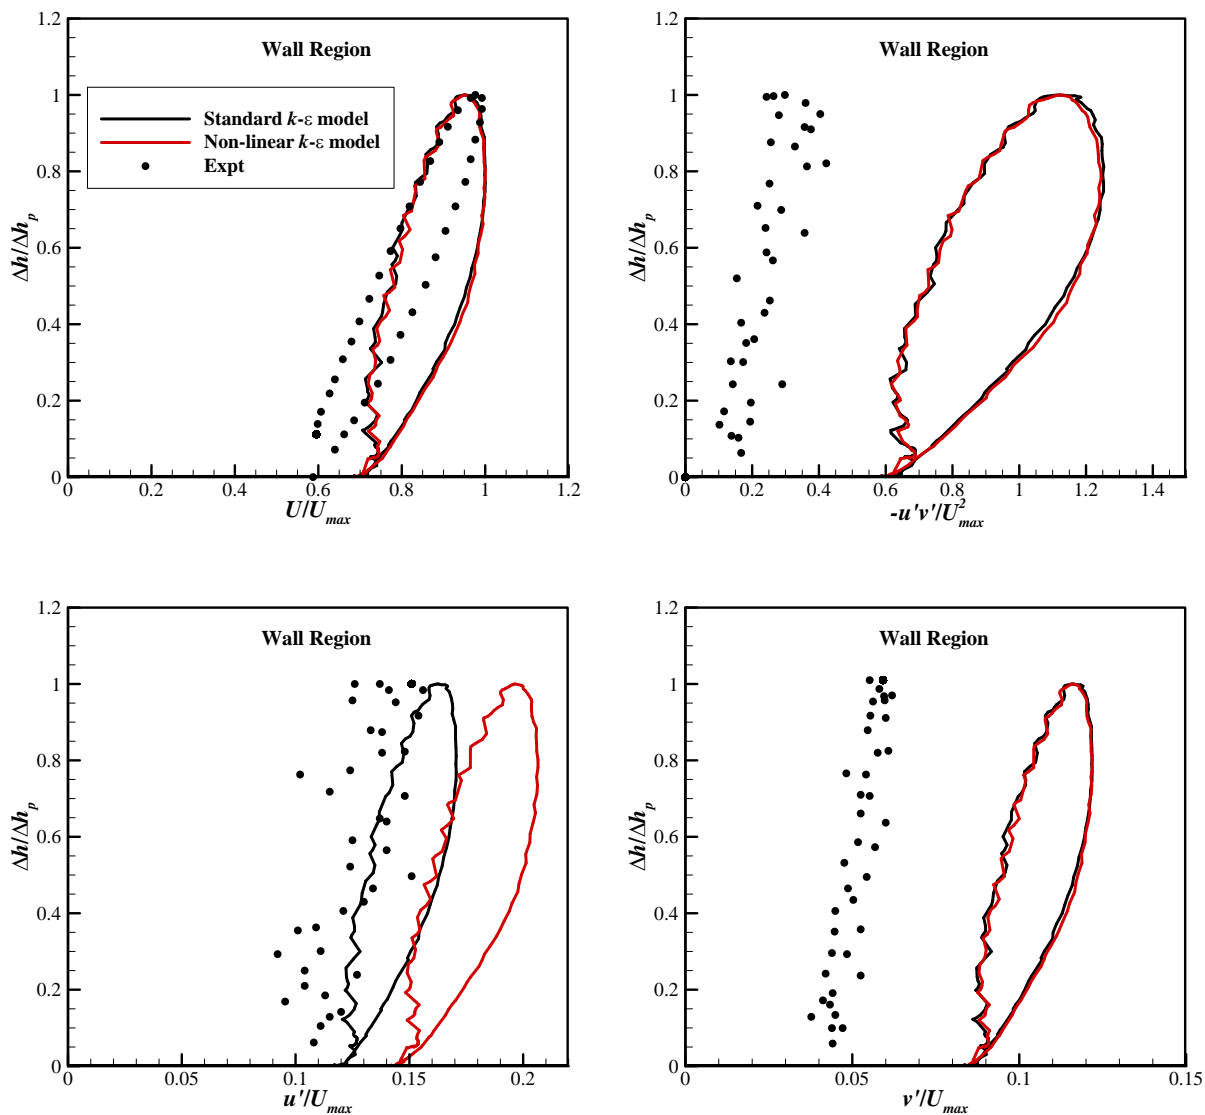 1.2
1
0.8
0.6
0.4
0.2
0
Δh/Δh_p
Wall Region
Standard k-ε model
Non-linear k-ε model
Expt
0 0.2 0.4 0.6 0.8 1 1.2
U/U_max
1.2
1
0.8
0.6
0.4
0.2
0
Δh/Δh_p
Wall Region
0 0.2 0.4 0.6 0.8 1 1.2 1.4
-u'v'/U²_max
1.2
1
0.8
0.6
0.4
0.2
0
Δh/Δh_p
Wall Region
0 0.05 0.1 0.15 0.2
u'/U_max
1.2
1
0.8
0.6
0.4
0.2
0
Δh/Δh_p
Wall Region
0 0.05 0.1 0.15
v'/U_max